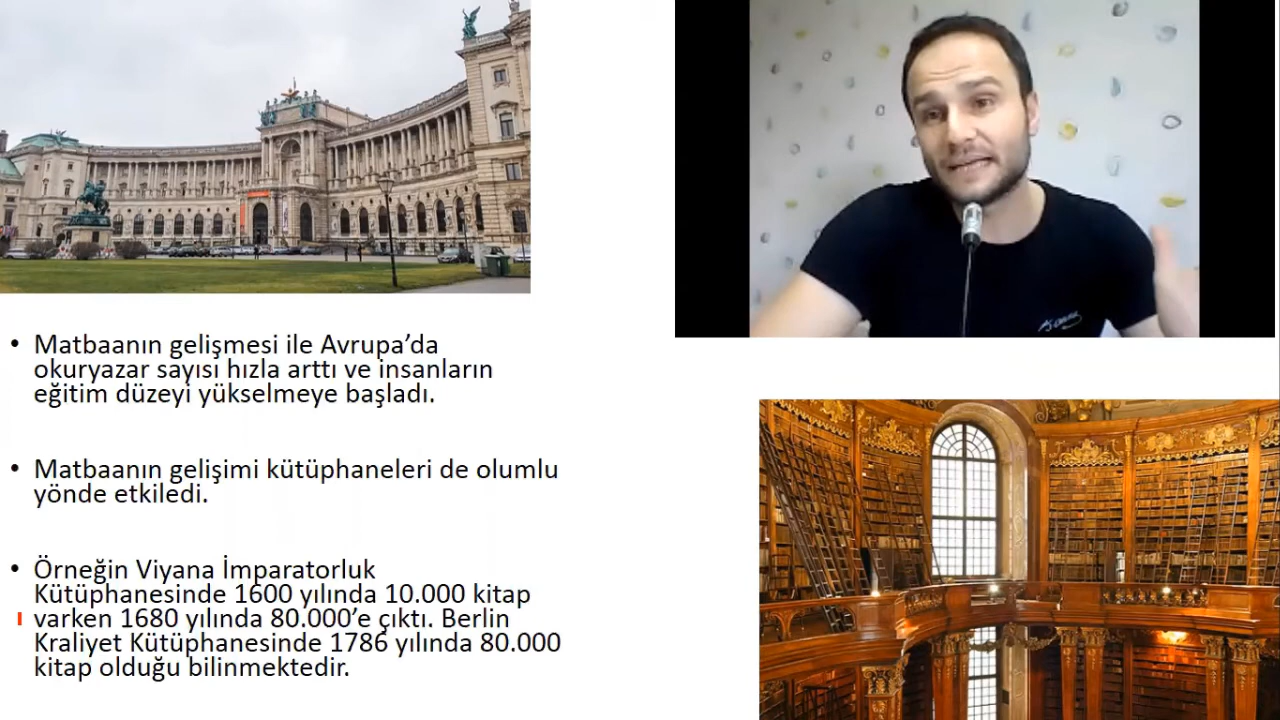 • Matbaanın gelişmesi ile Avrupa’da
okuryazar sayısı hızla arttı ve insanların
eğitim düzeyi yükselmeye başladı.
• Matbaanın gelişimi kütüphaneleri de olumlu
yönde etkiledi.
• Örneğin Viyana İmparatorluk
Kütüphanesinde 1600 yılında 10.000 kitap
varken 1680 yılında 80.000’e çıktı. Berlin
Kraliyet Kütüphanesinde 1786 yılında 80.000
kitap olduğu bilinmektedir.